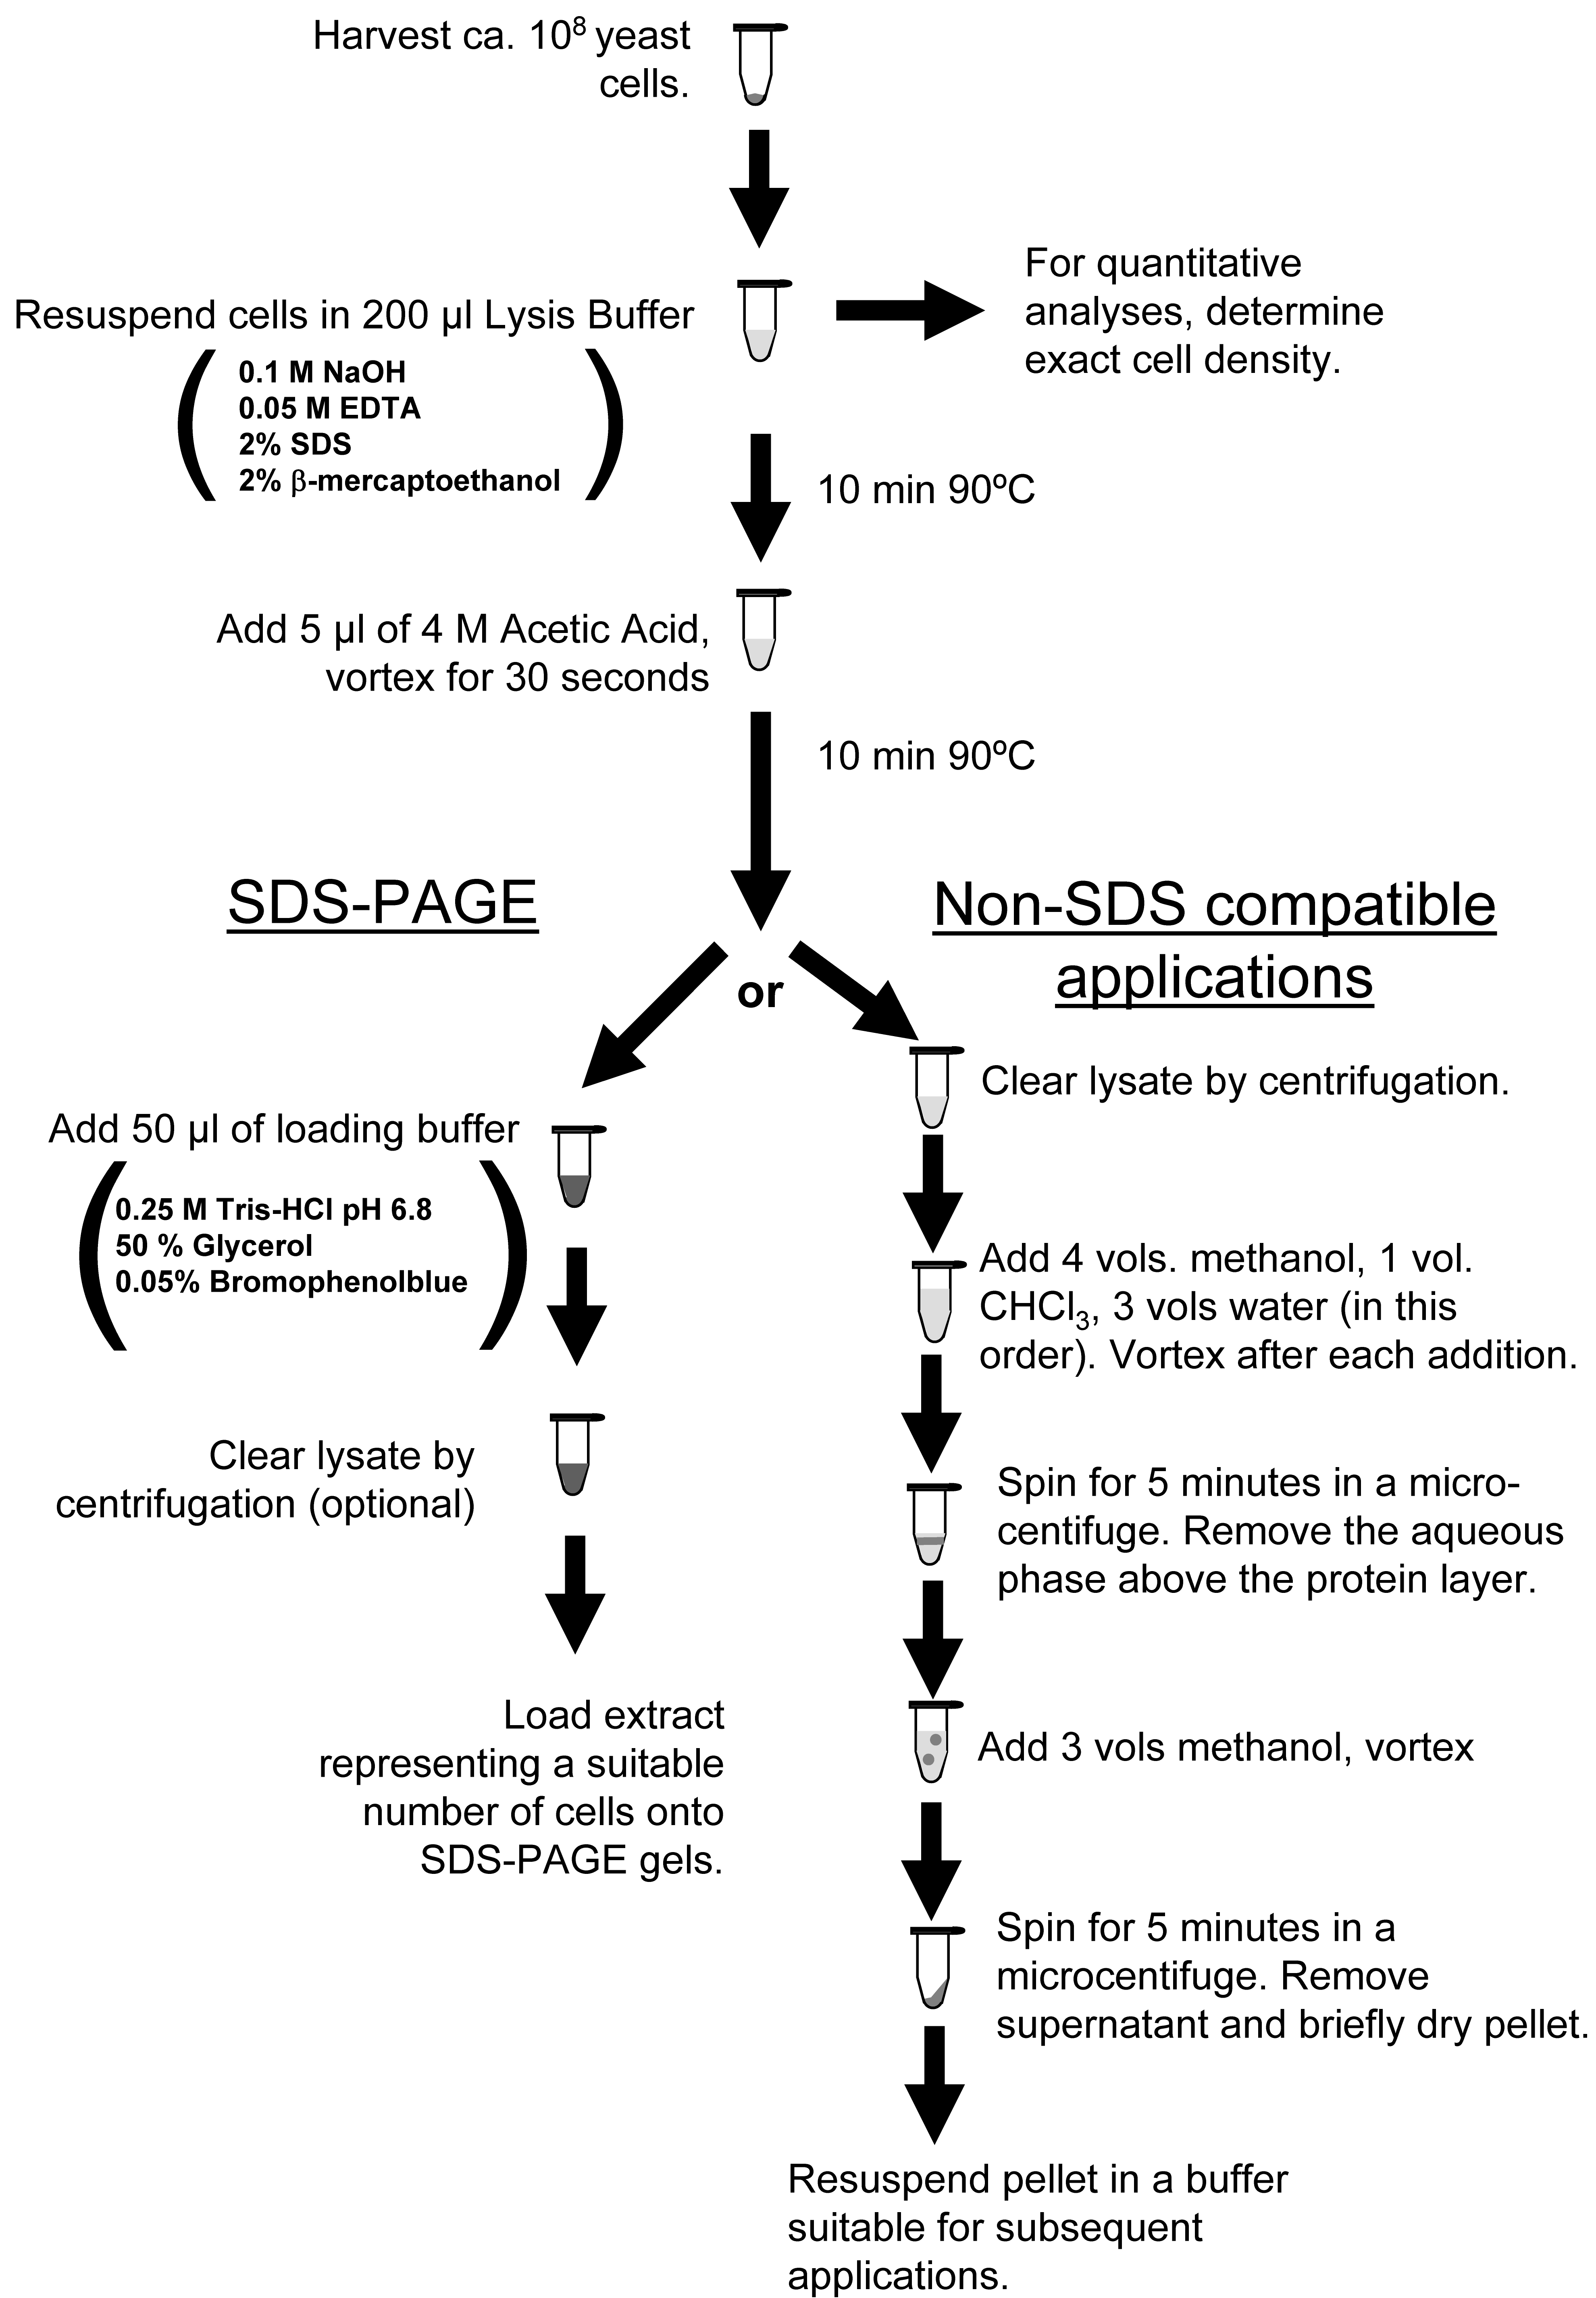 Harvest ca. 10⁸ yeast
cells.
Resuspend cells in 200 µl Lysis Buffer
0.1 M NaOH
0.05 M EDTA
2% SDS
2% β-mercaptoethanol
For quantitative
analyses, determine
exact cell density.
10 min 90ºC
Add 5 µl of 4 M Acetic Acid,
vortex for 30 seconds
10 min 90ºC
or
SDS-PAGE
Add 50 µl of loading buffer
0.25 M Tris-HCl pH 6.8
50 % Glycerol
0.05% Bromophenolblue
Clear lysate by
centrifugation (optional)
Load extract
representing a suitable
number of cells onto
SDS-PAGE gels.
Non-SDS compatible
applications
Clear lysate by centrifugation.
Add 4 vols. methanol, 1 vol.
CHCl₃, 3 vols water (in this
order). Vortex after each addition.
Spin for 5 minutes in a micro-
centifuge. Remove the aqueous
phase above the protein layer.
Add 3 vols methanol, vortex
Spin for 5 minutes in a
microcentifuge. Remove
supernatant and briefly dry pellet.
Resuspend pellet in a buffer
suitable for subsequent
applications.